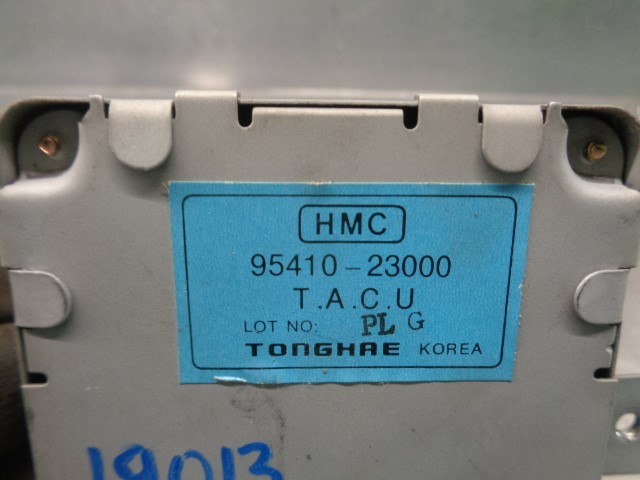 HMC
95410-23000
T.A.C.U
LOT NO: PL G
TONGHAE KOREA
19013